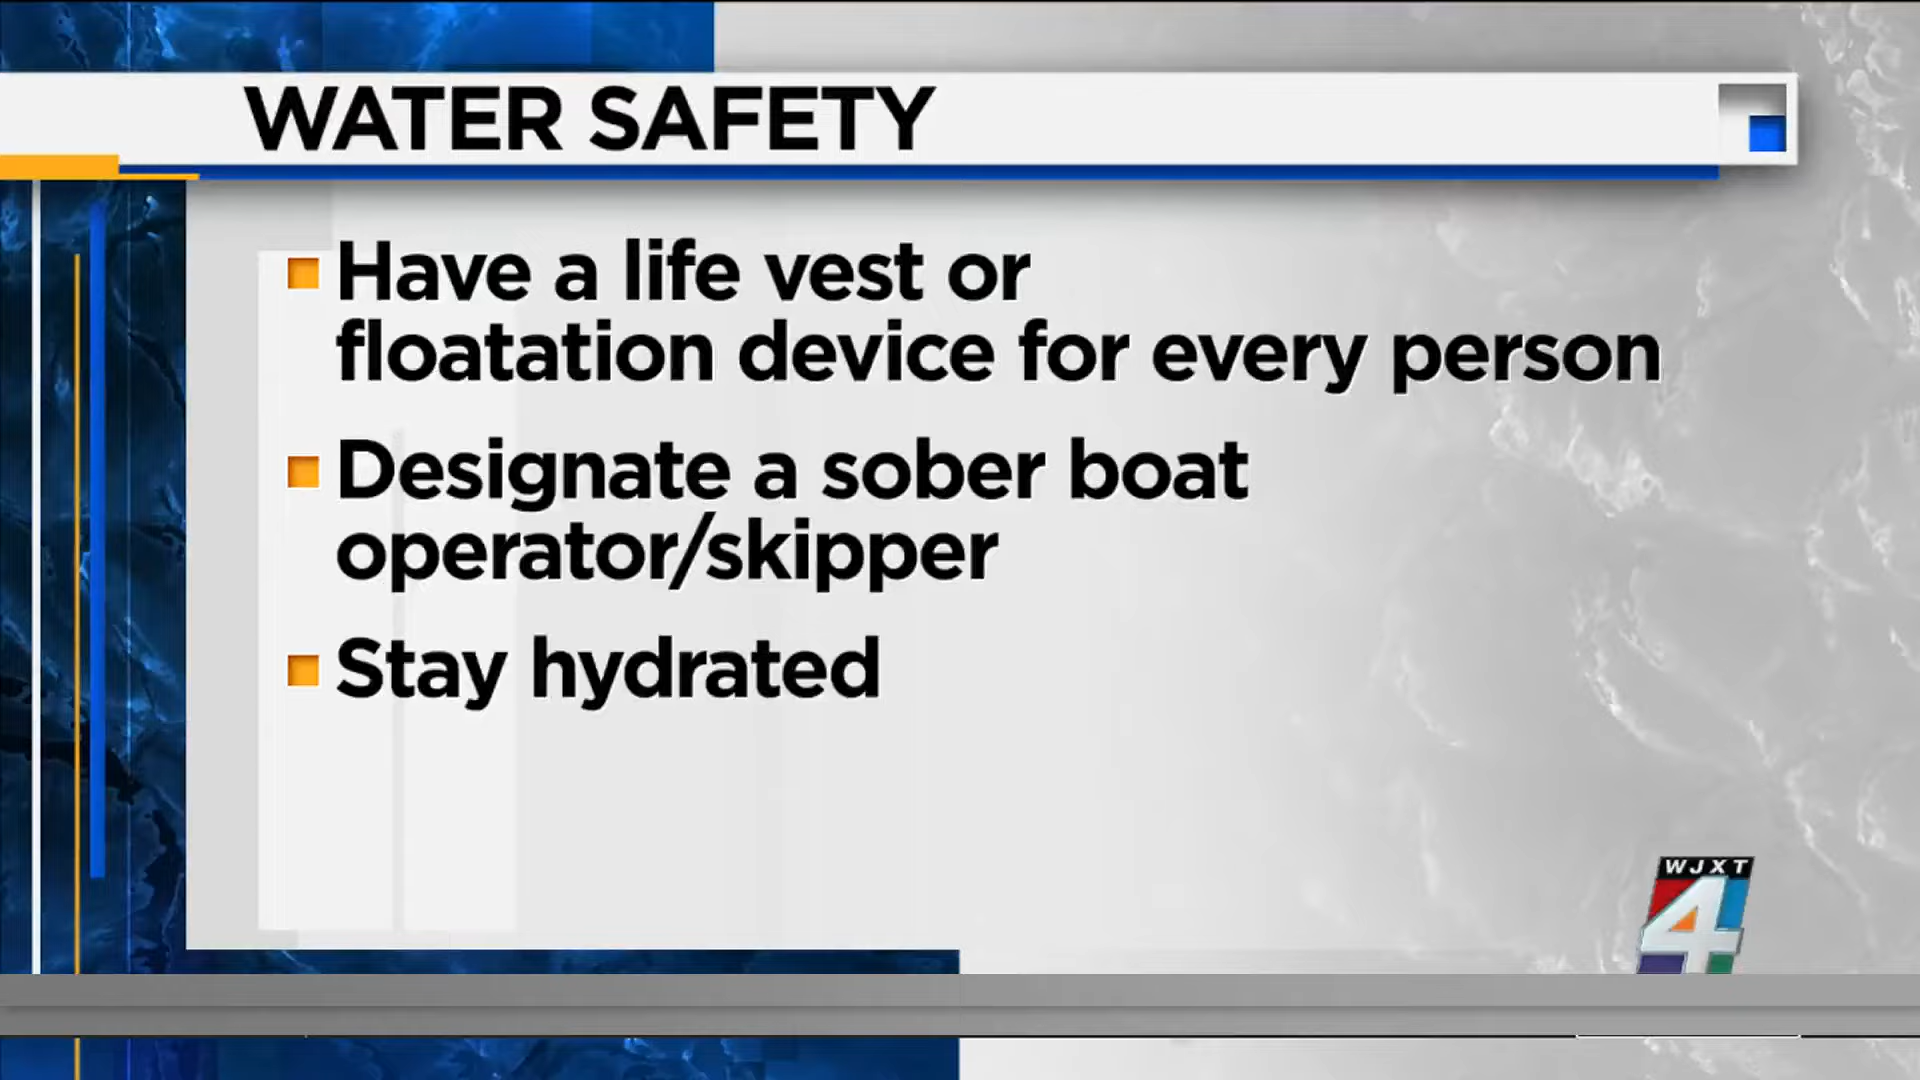 WATER SAFETY
Have a life vest or
floatation device for every person
Designate a sober boat
operator/skipper
Stay hydrated
WJXT
4